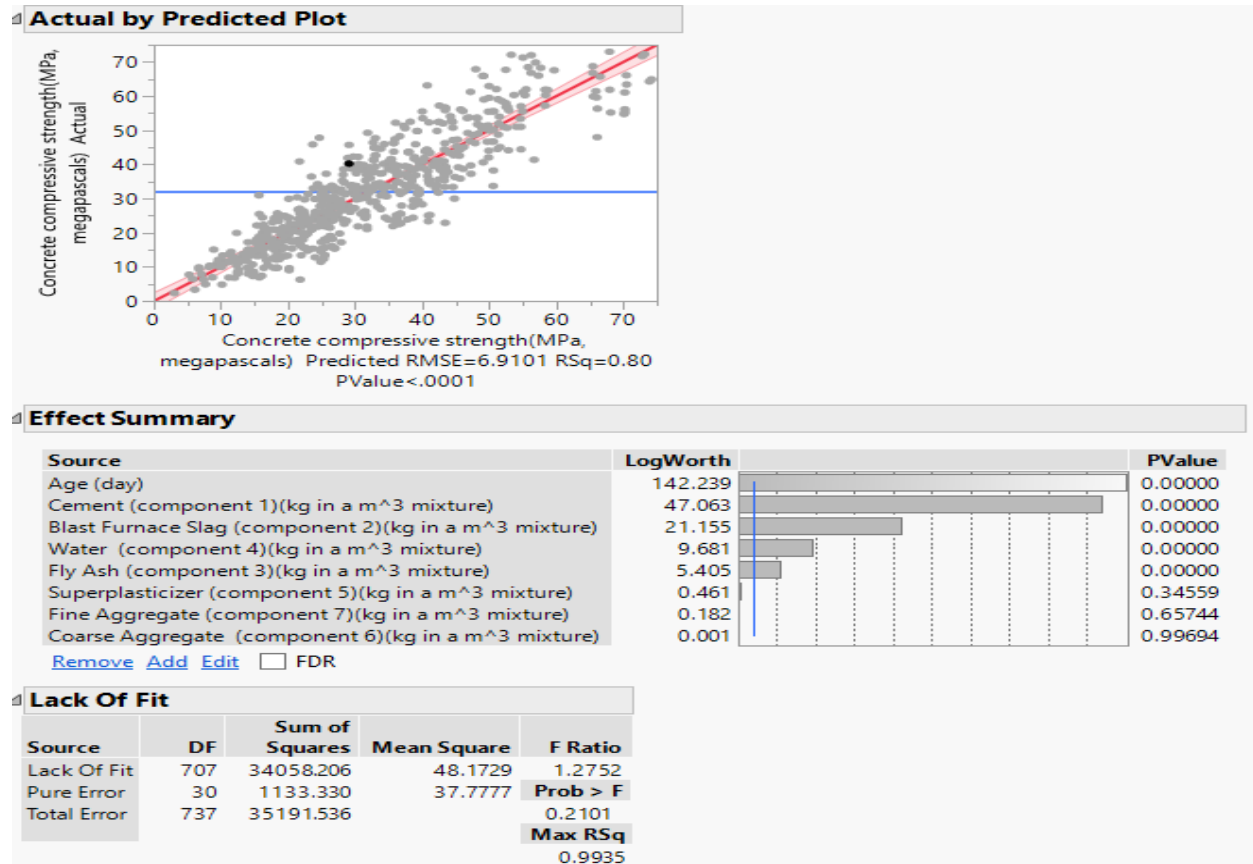 Actual by Predicted Plot
Concrete compressive strength(MPa,
megapascals) Actual
70
60
50
40
30
20
10
0
0 10 20 30 40 50 60 70
Concrete compressive strength(MPa,
megapascals) Predicted RMSE=6.9101 RSq=0.80
PValue<.0001
Effect Summary
Source LogWorth PValue
Age (day) 142.239 0.00000
Cement (component 1)(kg in a m^3 mixture) 47.063 0.00000
Blast Furnace Slag (component 2)(kg in a m^3 mixture) 21.155 0.00000
Water (component 4)(kg in a m^3 mixture) 9.681 0.00000
Fly Ash (component 3)(kg in a m^3 mixture) 5.405 0.00000
Superplasticizer (component 5)(kg in a m^3 mixture) 0.461 0.34559
Fine Aggregate (component 7)(kg in a m^3 mixture) 0.182 0.65744
Coarse Aggregate (component 6)(kg in a m^3 mixture) 0.001 0.99694
Remove Add Edit FDR
Lack Of Fit
Sum of
Source DF Squares Mean Square F Ratio
Lack Of Fit 707 34058.206 48.1729 1.2752
Pure Error 30 1133.330 37.7777 Prob > F
Total Error 737 35191.536 0.2101
Max RSq
0.9935